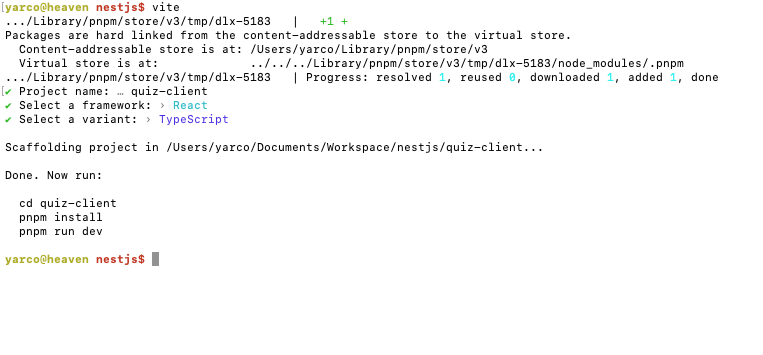 [yarco@heaven nestjs$ vite
.../Library/pnpm/store/v3/tmp/dlx-5183   |   +1 +
Packages are hard linked from the content-addressable store to the virtual store.
  Content-addressable store is at: /Users/yarco/Library/pnpm/store/v3
  Virtual store is at:             ../../../Library/pnpm/store/v3/tmp/dlx-5183/node_modules/.pnpm
.../Library/pnpm/store/v3/tmp/dlx-5183   | Progress: resolved 1, reused 0, downloaded 1, added 1, done
[✔ Project name: … quiz-client
✔ Select a framework: › React
✔ Select a variant: › TypeScript

Scaffolding project in /Users/yarco/Documents/Workspace/nestjs/quiz-client...

Done. Now run:

  cd quiz-client
  pnpm install
  pnpm run dev

yarco@heaven nestjs$